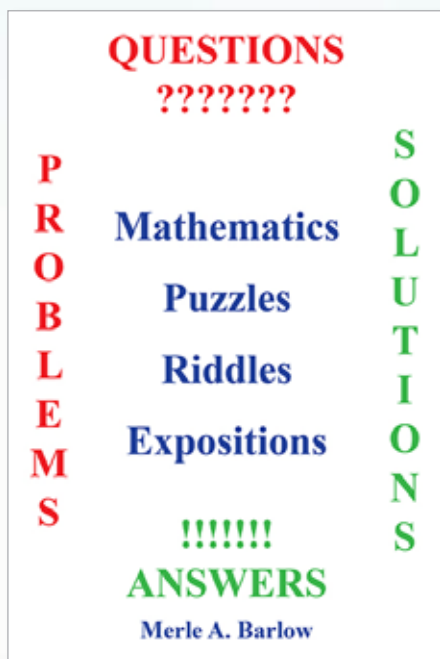 QUESTIONS
???????
PROBLEMS
Mathematics
Puzzles
Riddles
Expositions
SOLUTIONS
!!!!!!!
ANSWERS
Merle A. Barlow